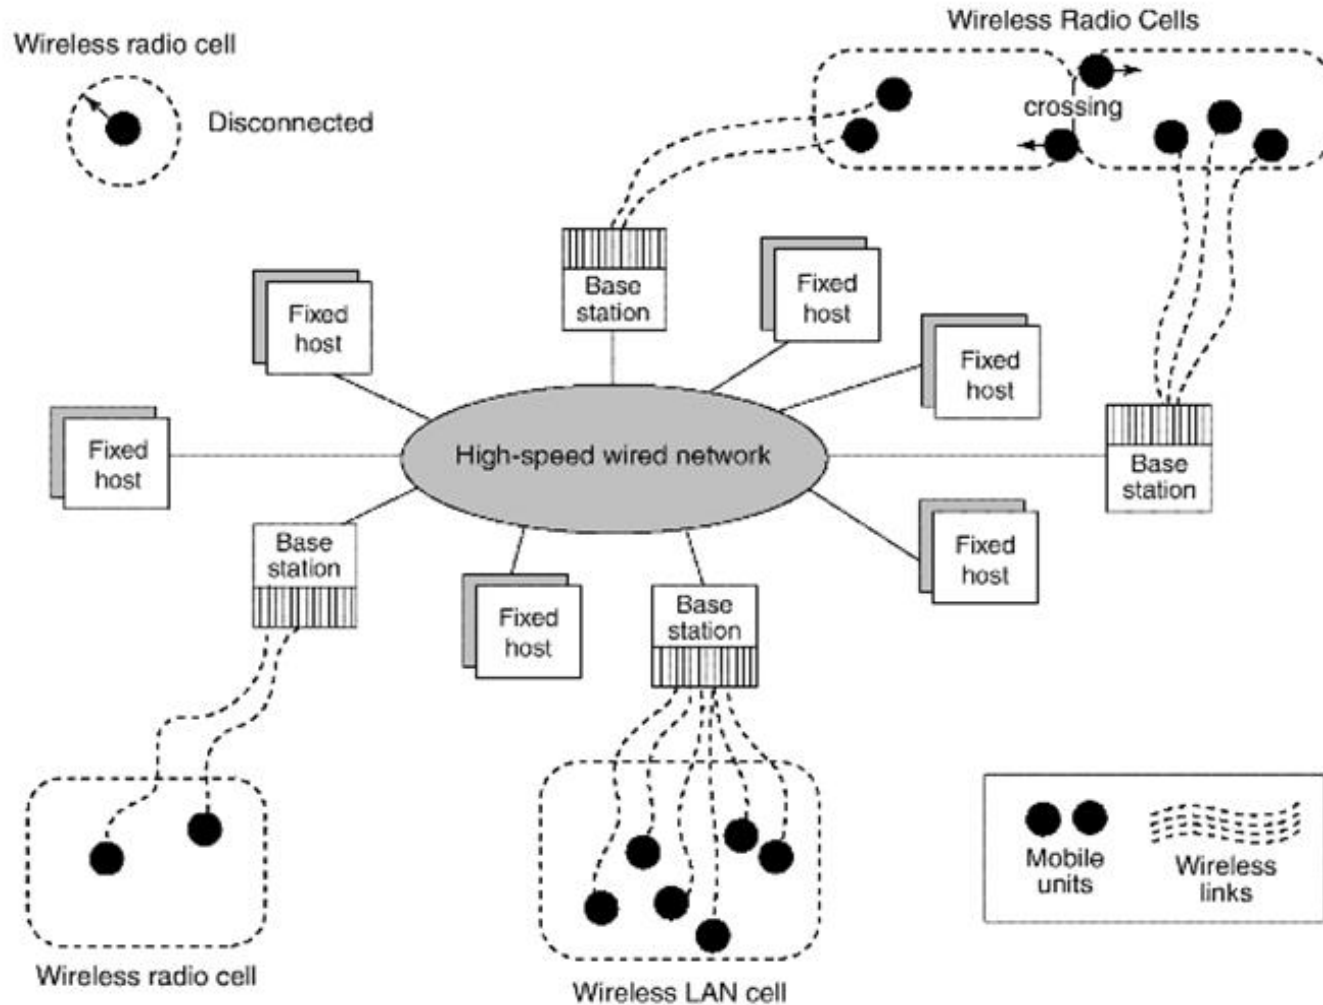 Wireless Radio Cells
Wireless radio cell
Disconnected
crossing
Base
station
Fixed
host
Fixed
host
Fixed
host
Fixed
host
High-speed wired network
Base
station
Base
station
Fixed
host
Fixed
host
Base
station
Mobile
units
Wireless
links
Wireless radio cell
Wireless LAN cell